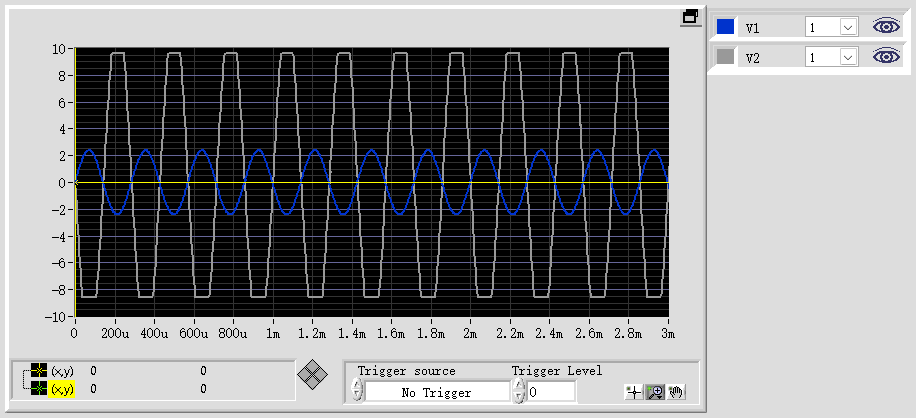 V1
1
V2
1
10
8
6
4
2
0
-2
-4
-6
-8
-10
0 200u 400u 600u 800u 1m 1.2m 1.4m 1.6m 1.8m 2m 2.2m 2.4m 2.6m 2.8m 3m
(x,y) 0 0
(x,y) 0 0
Trigger source Trigger Level
No Trigger 0